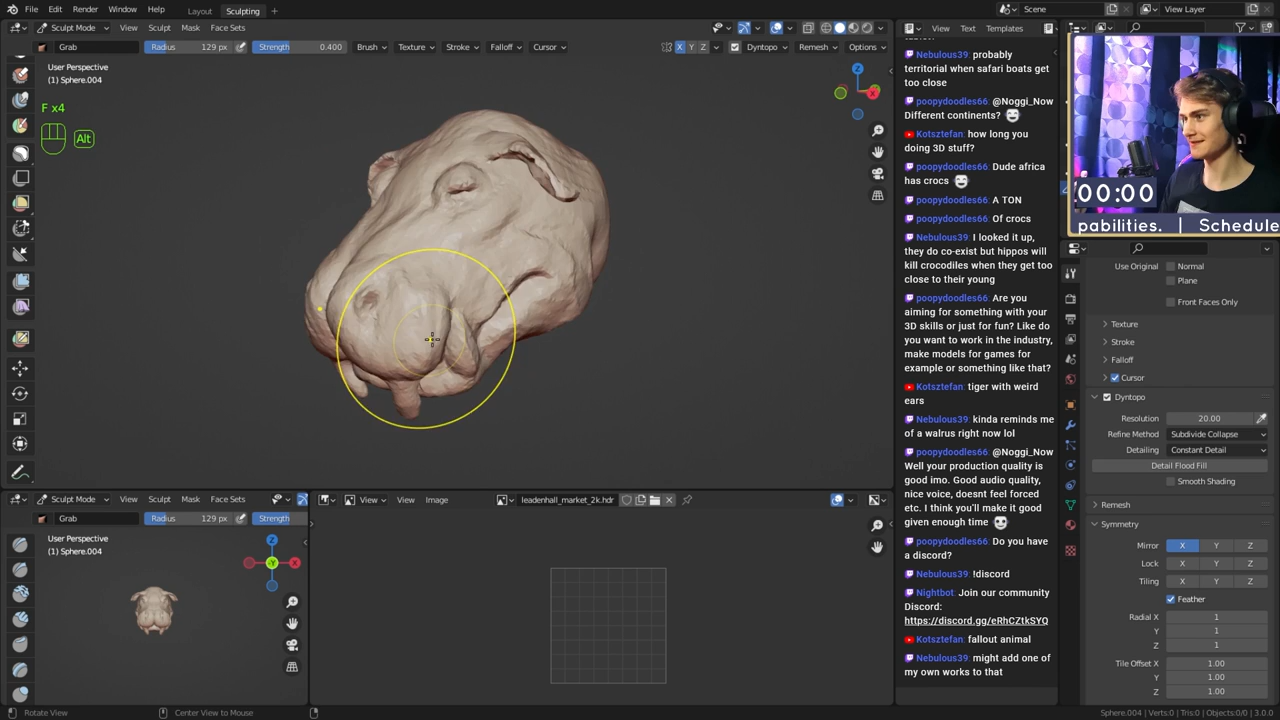 File Edit Render Window Help Layout Sculpting + Scene View Layer
Sculpt Mode View Sculpt Mask Face Sets
Grab Radius 129 px Strength 0.400 Brush Texture Stroke Falloff Cursor X Y Z Dyntopo Remesh Options
User Perspective
(1) Sphere.004
F x4
Alt
Z
X
View Text Templates
Nebulous39: probably
territorial when safari boats get
too close
poopydoodles66: @Noggi_Now
Different continents?
Kotsztefan: how long you
doing 3D stuff?
poopydoodles66: Dude africa
has crocs
poopydoodles66: A TON
poopydoodles66: Of crocs
Nebulous39: I looked it up,
they do co-exist but hippos will
kill crocodiles when they get too
close to their young
poopydoodles66: Are you
aiming for something with your
3D skills or just for fun? Like do
you want to work in the industry,
make models for games for
example or something like that?
Kotsztefan: tiger with weird
ears
Nebulous39: kinda reminds me
of a walrus right now lol
poopydoodles66: @Noggi_Now
Well your production quality is
good imo. Good audio quality,
nice voice, doesnt feel forced
etc. I think you'll make it good
given enough time
poopydoodles66: Do you have
a discord?
Nebulous39: !discord
Nightbot: Join our community
Discord:
https://discord.gg/eRhCZtkSYQ
Kotsztefan: fallout animal
Nebulous39: might add one of
my own works to that
00:00
pabilities. | Schedule
Use Original Normal
Plane
Front Faces Only
Texture
Stroke
Falloff
Cursor
Dyntopo
Resolution 20.00
Refine Method Subdivide Collapse
Detailing Constant Detail
Detail Flood Fill
Smooth Shading
Remesh
Symmetry
Mirror X Y Z
Lock X Y Z
Tiling X Y Z
Feather
Radial X 1
Y 1
Z 1
Tile Offset X 1.00
Y 1.00
Z 1.00
Sculpt Mode View Sculpt Mask Face Sets
Grab Radius 129 px Strength
User Perspective
(1) Sphere.004
Z
-Y
X
View View Image leadenhall_market_2k.hdr
Rotate View Center View to Mouse Sphere.004 | Verts:0 | Tris:0 | Objects:0/0 | 3.0.0